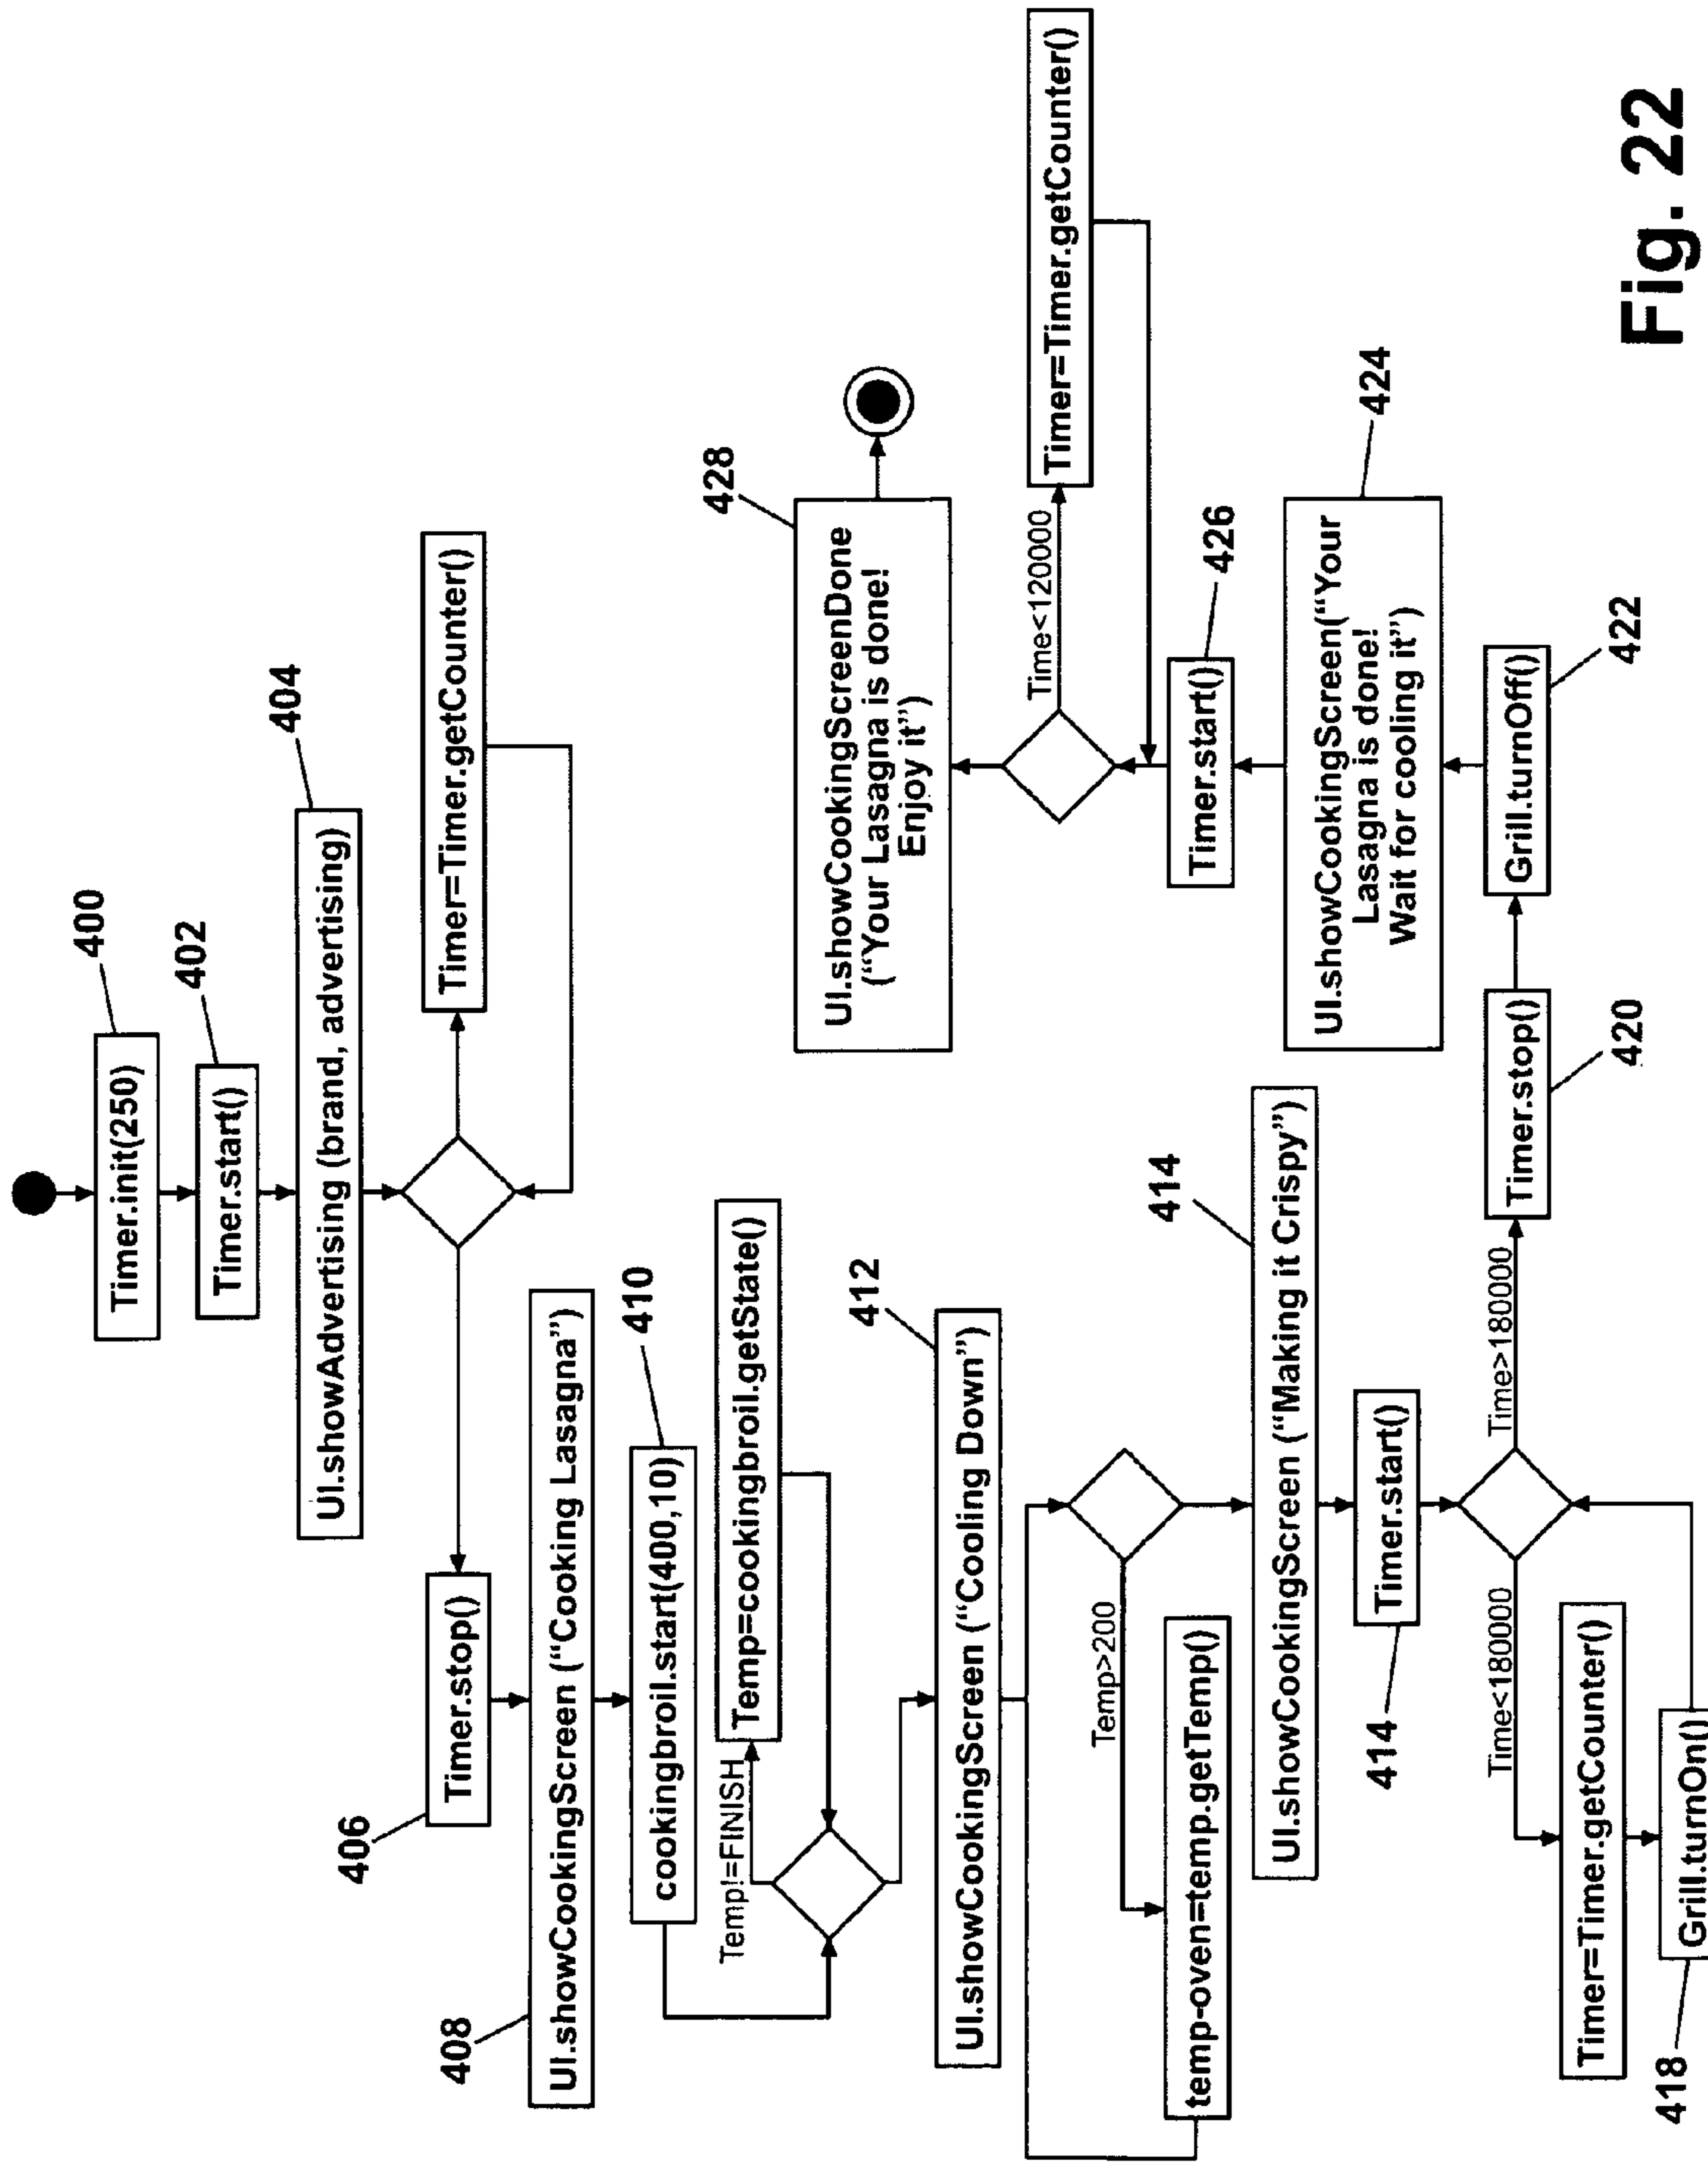 400
Timer.init(250)
402
Timer.start()
404
UI.showAdvertising (brand, advertising)
Timer=Timer.getCounter()
406
Timer.stop()
408
UI.showCookingScreen (“Cooking Lasagna”)
410
cookingbroil.start(400,10)
Temp!=FINISH
Temp=cookingbroil.getState()
412
UI.showCookingScreen (“Cooling Down”)
Temp>200
temp-oven=temp.getTemp()
414
UI.showCookingScreen (“Making it Crispy”)
414
Timer.start()
Time<180000
Time>180000
Timer=Timer.getCounter()
418
Grill.turnOn()
Timer.stop()
420
Grill.turnOff()
422
424
UI.showCookingScreen(“Your
Lasagna is done!
Wait for cooling it”)
426
Timer.start()
Time<120000
Timer=Timer.getCounter()
428
UI.showCookingScreenDone
(“Your Lasagna is done!
Enjoy it”)
Fig. 22